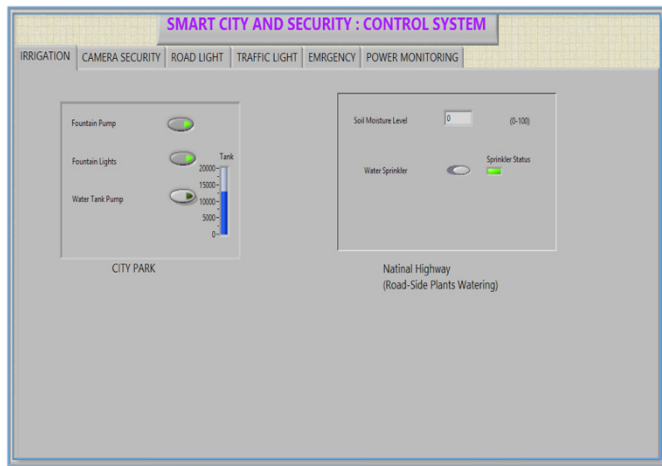 SMART CITY AND SECURITY : CONTROL SYSTEM
IRRIGATION CAMERA SECURITY ROAD LIGHT TRAFFIC LIGHT EMRGENCY POWER MONITORING
Fountain Pump
Fountain Lights
Water Tank Pump
Tank
20000
15000
10000
5000
0
CITY PARK
Soil Moisture Level 0 (0-100)
Water Sprinkler
Sprinkler Status
Natinal Highway
(Road-Side Plants Watering)